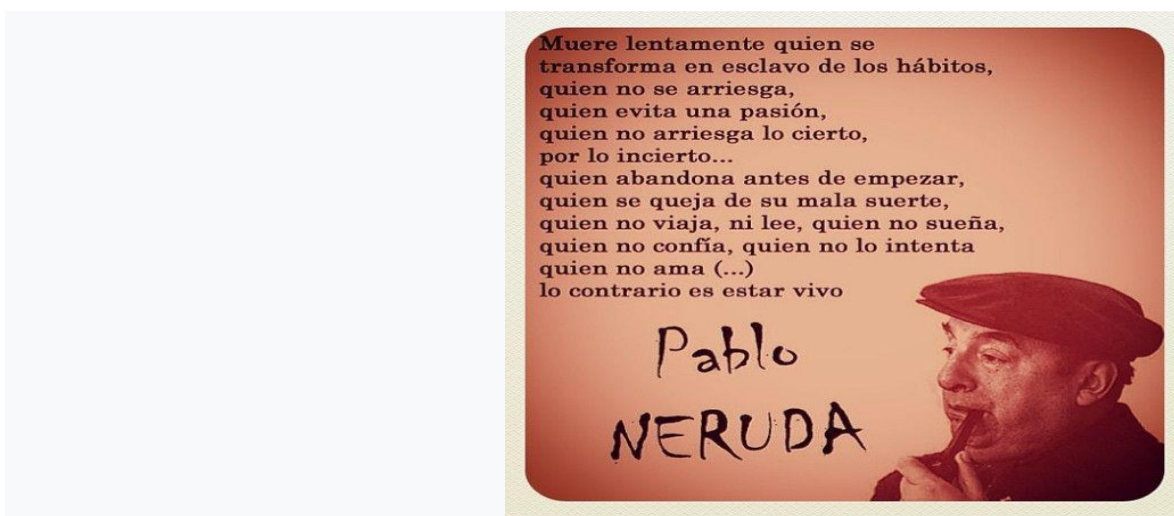 Muere lentamente quien se
transforma en esclavo de los hábitos,
quien no se arriesga,
quien evita una pasión,
quien no arriesga lo cierto,
por lo incierto...
quien abandona antes de empezar,
quien se queja de su mala suerte,
quien no viaja, ni lee, quien no sueña,
quien no confía, quien no lo intenta
quien no ama (...)
lo contrario es estar vivo
Pablo
NERUDA